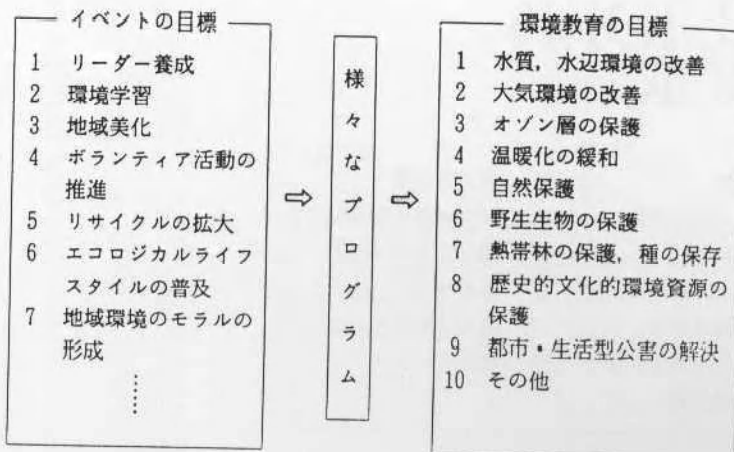 イベントの目標
1 リーダー養成
2 環境学習
3 地域美化
4 ボランティア活動の
推進
5 リサイクルの拡大
6 エコロジカルライフ
スタイルの普及
7 地域環境のモラルの
形成
……
⇨
様々なプログラム
⇨
環境教育の目標
1 水質，水辺環境の改善
2 大気環境の改善
3 オゾン層の保護
4 温暖化の緩和
5 自然保護
6 野生生物の保護
7 熱帯林の保護，種の保存
8 歴史的文化的環境資源の
保護
9 都市・生活型公害の解決
10 その他